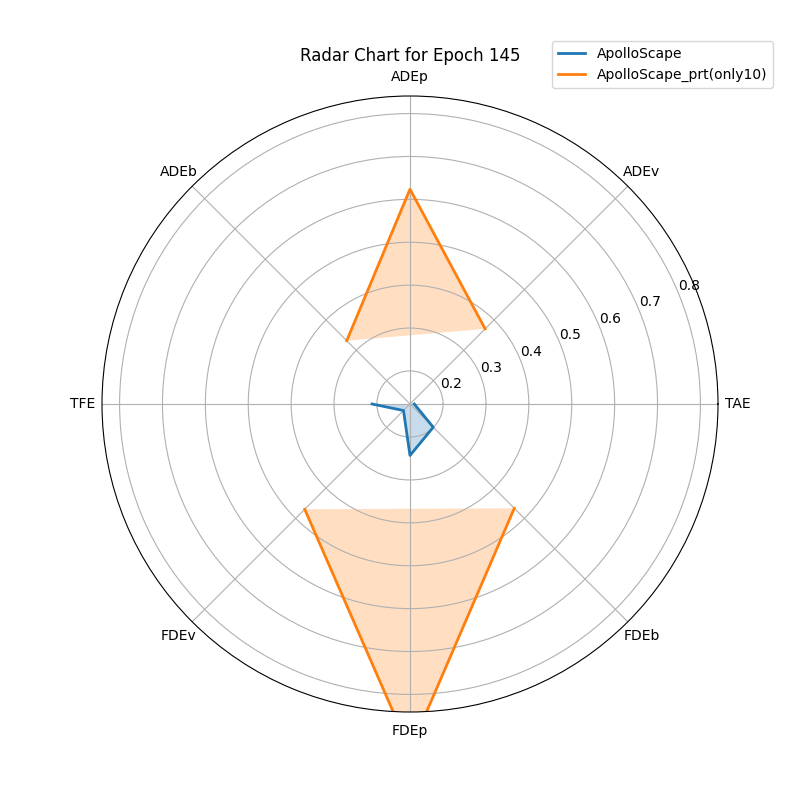 Radar Chart for Epoch 145
ApolloScape
ApolloScape_prt(only10)
ADEp
ADEb
ADEv
0.8
0.7
0.6
0.5
0.4
0.3
0.2
TFE
TAE
FDEv
FDEb
FDEp